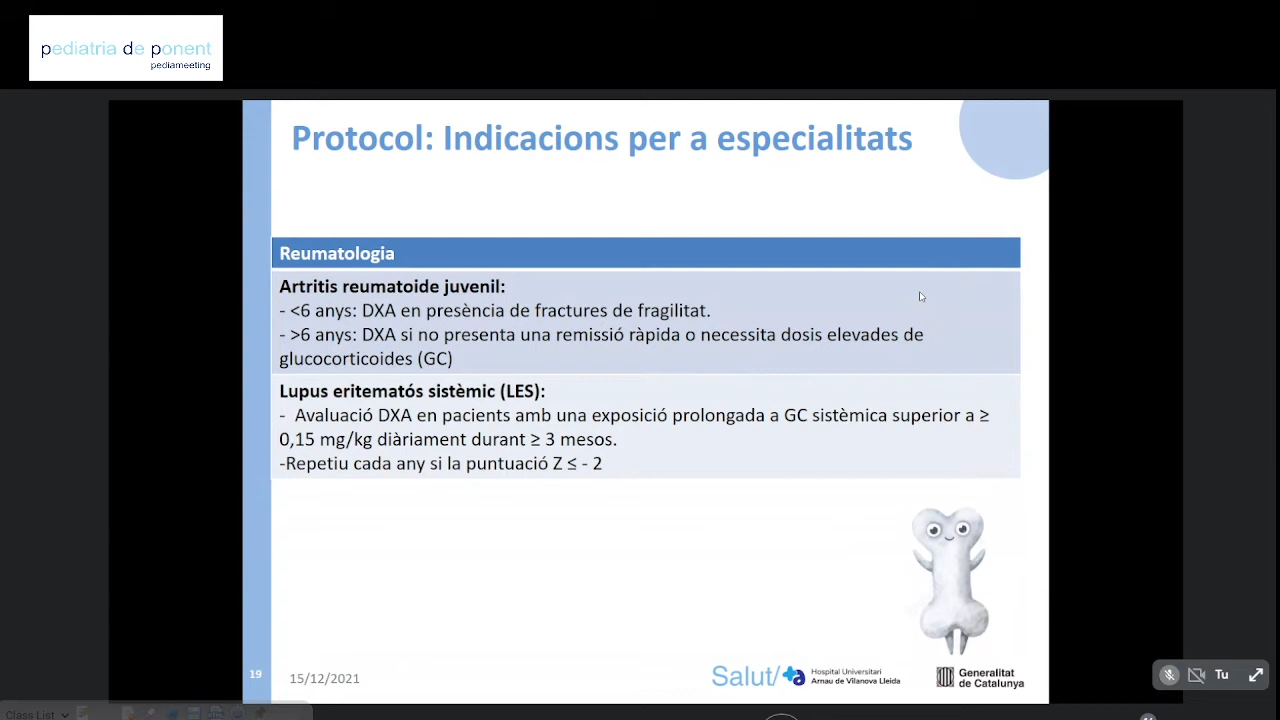 pediatria de ponent
pediameeting
Protocol: Indicacions per a especialitats
Reumatologia
Artritis reumatoide juvenil:
- <6 anys: DXA en presència de fractures de fragilitat.
- >6 anys: DXA si no presenta una remissió ràpida o necessita dosis elevades de
glucocorticoides (GC)
Lupus eritematós sistèmic (LES):
- Avaluació DXA en pacients amb una exposició prolongada a GC sistèmica superior a ≥
0,15 mg/kg diàriament durant ≥ 3 mesos.
-Repetiu cada any si la puntuació Z ≤ - 2
19
15/12/2021
Salut/
Hospital Universitari
Arnau de Vilanova Lleida
Generalitat
de Catalunya
Tu
Class List